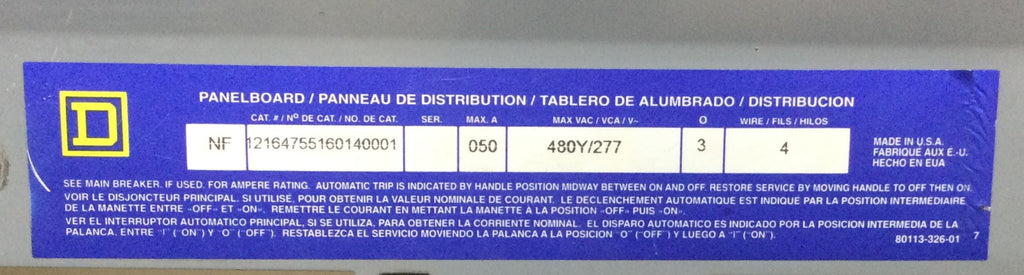 D
PANELBOARD / PANNEAU DE DISTRIBUTION / TABLERO DE ALUMBRADO / DISTRIBUCION
CAT. # / Nº DE CAT. / NO. DE CAT. SER. MAX. A MAX VAC / VCA / V~ O WIRE / FILS / HILOS
NF 12164755160140001 050 480Y/277 3 4
MADE IN U.S.A.
FABRIQUE AUX É.-U.
HECHO EN EUA
SEE MAIN BREAKER. IF USED. FOR AMPERE RATING. AUTOMATIC TRIP IS INDICATED BY HANDLE POSITION MIDWAY BETWEEN ON AND OFF. RESTORE SERVICE BY MOVING HANDLE TO OFF THEN ON.
VOIR LE DISJONCTEUR PRINCIPAL. SI UTILISÉ. POUR OBTENIR LA VALEUR NOMINALE DE COURANT. LE DECLENCHEMENT AUTOMATIQUE EST INDIQUÉ PAR LA POSITION INTERMEDIAIRE
DE LA MANETTE ENTRE «OFF» ET «ON». REMETTRE LE COURANT EN METTANT LA MANETTE À LA POSITION «OFF» PUIS «ON».
VER EL INTERRUPTOR AUTOMATICO PRINCIPAL, SI SE UTILIZA. PARA OBTENER LA CORRIENTE NOMINAL. EL DISPARO AUTOMATICO ES INDICADO POR LA POSICION INTERMEDIA DE LA
PALANCA. ENTRE "I" ("ON") Y "O" ("OFF"). RESTABLEZCA EL SERVICIO MOVIENDO LA PALANCA A LA POSICION "O" ("OFF") Y LUEGO A "I" ("ON").
80113-326-01 7